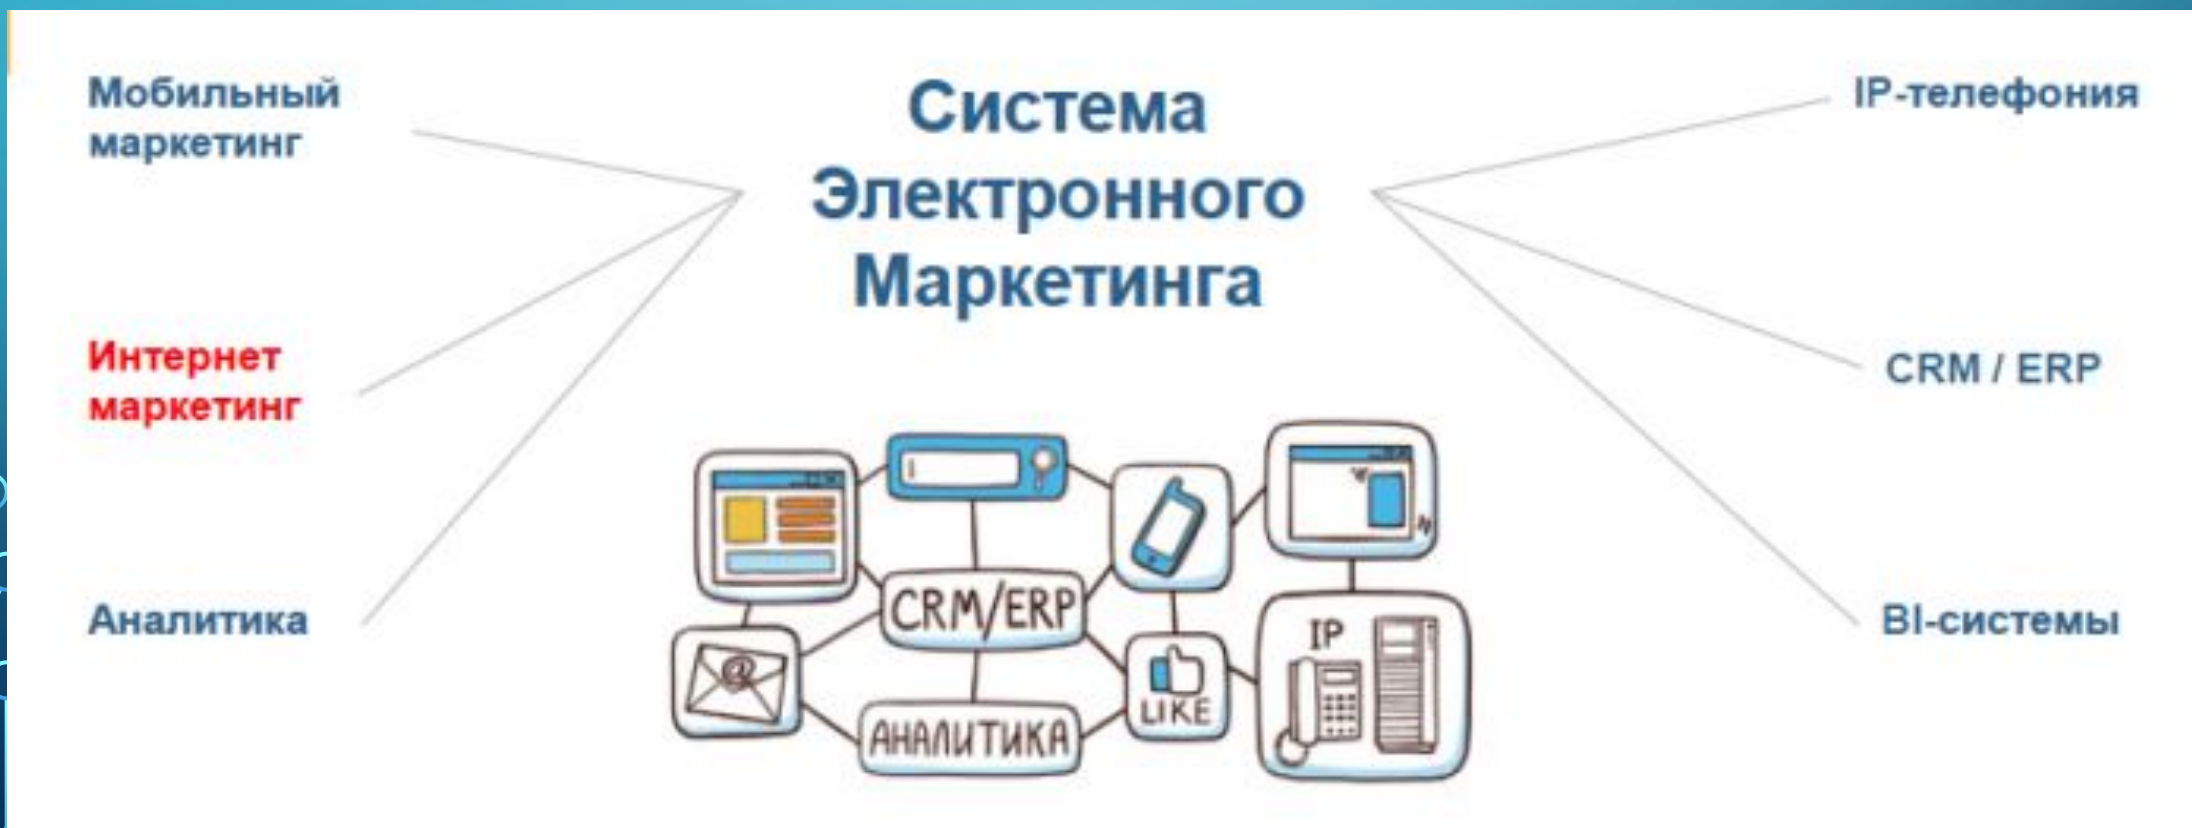 Мобильный
маркетинг
Интернет
маркетинг
Аналитика
Система
Электронного
Маркетинга
IP-телефония
CRM / ERP
BI-системы
CRM/ERP
@
LIKE
IP
АНАЛИТИКА